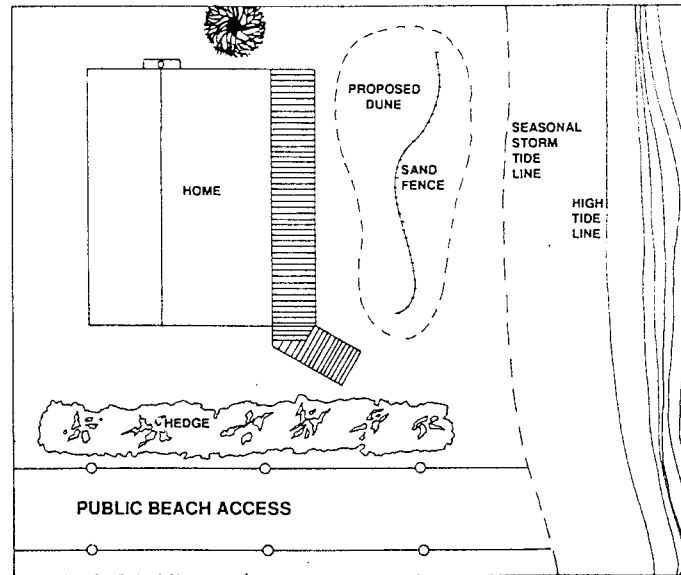 PROPOSED
DUNE
SAND
FENCE
SEASONAL
STORM
TIDE
LINE
HIGH
TIDE
LINE
HOME
HEDGE
PUBLIC BEACH ACCESS